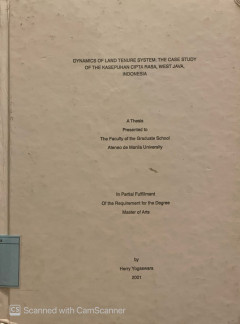 DYNAMICS OF LAND TENURE SYSTEM: THE CASE STUDY
OF THE KASEPUHAN CIPTA RASA, WEST JAVA,
INDONESIA
A Thesis
Presented to
The Faculty of the Graduate School
Ateneo de Manila University
In Partial Fulfillment
Of the Requirement for the Degree
Master of Arts
by
Herry Yogaswara
2001
CS Scanned with CamScanner